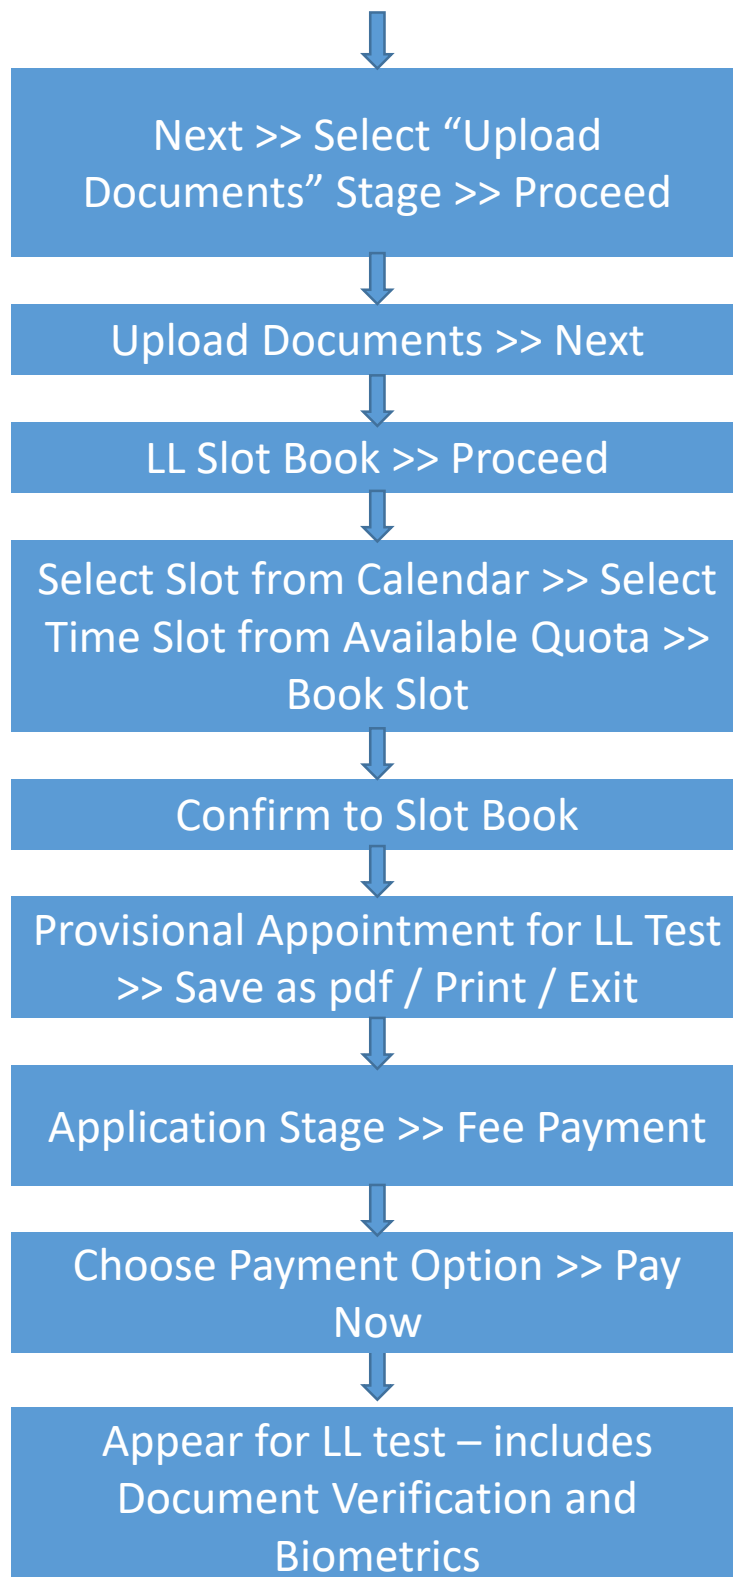 Next >> Select “Upload
Documents” Stage >> Proceed
Upload Documents >> Next
LL Slot Book >> Proceed
Select Slot from Calendar >> Select
Time Slot from Available Quota >>
Book Slot
Confirm to Slot Book
Provisional Appointment for LL Test
>> Save as pdf / Print / Exit
Application Stage >> Fee Payment
Choose Payment Option >> Pay
Now
Appear for LL test – includes
Document Verification and
Biometrics